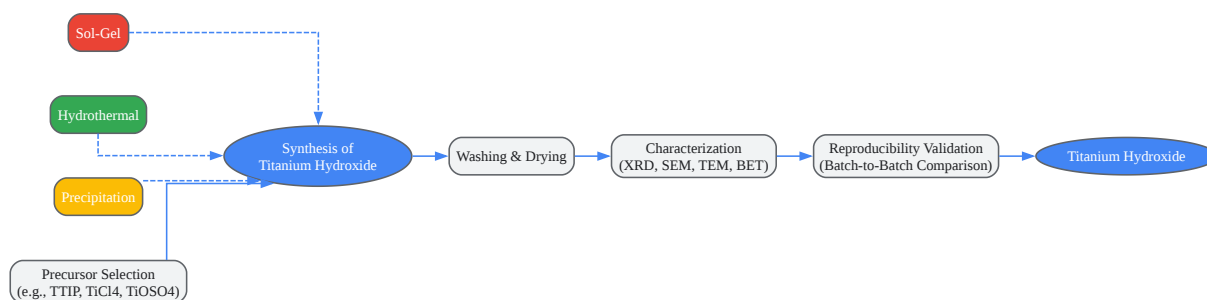 Sol-Gel
Hydrothermal
Precipitation
Precursor Selection
(e.g., TTIP, TiCl4, TiOSO4)
Synthesis of
Titanium Hydroxide
Washing & Drying
Characterization
(XRD, SEM, TEM, BET)
Reproducibility Validation
(Batch-to-Batch Comparison)
Titanium Hydroxide